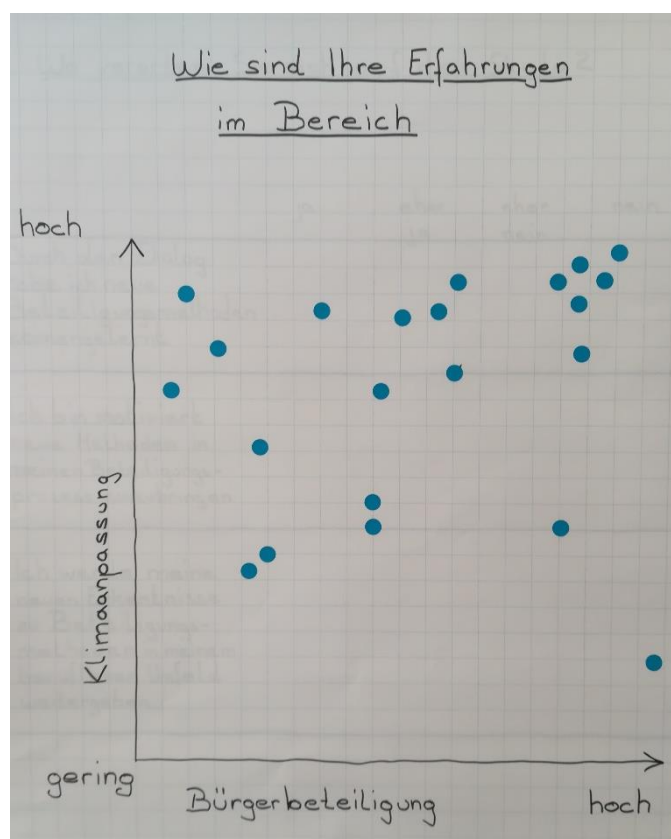 Wie sind Ihre Erfahrungen
im Bereich
hoch
Klimaanpassung
gering
Bürgerbeteiligung
hoch